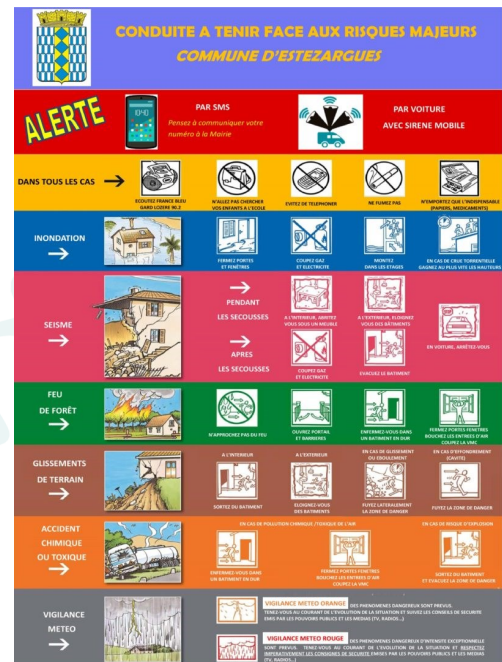 CONDUITE A TENIR FACE AUX RISQUES MAJEURS
COMMUNE D'ESTEZARGUES
ALERTE
PAR SMS
Pensez à communiquer votre
numéro à la Mairie
PAR VOITURE
AVEC SIRENE MOBILE
DANS TOUS LES CAS
ECOUTEZ FRANCE BLEU
GARD LOZERE 90.2
N'ALLEZ PAS CHERCHER
VOS ENFANTS A L'ECOLE
EVITEZ DE TELEPHONER
NE FUMEZ PAS
N'EMPORTEZ QUE L'INDISPENSABLE
(PAPIERS, MEDICAMENTS)
INONDATION
FERMEZ PORTES
ET FENÊTRES
COUPEZ GAZ
ET ELECTRICITE
MONTEZ
DANS LES ETAGES
EN CAS DE CRUE TORRENTIELLE
GAGNEZ AU PLUS VITE LES HAUTEURS
SEISME
PENDANT
LES SECOUSSES
A L'INTERIEUR, ABRITEZ
VOUS SOUS UN MEUBLE
A L'EXTERIEUR, ELOIGNEZ
VOUS DES BÂTIMENTS
EN VOITURE, ARRÊTEZ-VOUS
APRES
LES SECOUSSES
COUPEZ GAZ
ET ELECTRICITE
EVACUEZ LE BATIMENT
FEU
DE FORÊT
N'APPROCHEZ PAS DU FEU
OUVREZ PORTAIL
ET BARRIERES
ENFERMEZ-VOUS DANS
UN BATIMENT EN DUR
FERMEZ PORTES FENETRES
BOUCHEZ LES ENTREES D'AIR
COUPEZ LA VMC
GLISSEMENTS
DE TERRAIN
A L'INTERIEUR
SORTEZ DU BATIMENT
A L'EXTERIEUR
ELOIGNEZ-VOUS
DES BATIMENTS
EN CAS DE GLISSEMENT
OU EBOULEMENT
FUYEZ LATERALEMENT
LA ZONE DE DANGER
EN CAS D'EFFONDREMENT
(CAVITE)
FUYEZ LA ZONE DE DANGER
ACCIDENT
CHIMIQUE
OU TOXIQUE
EN CAS DE POLLUTION CHIMIQUE /TOXIQUE DE L'AIR
ENFERMEZ-VOUS DANS
UN BATIMENT EN DUR
FERMEZ PORTES FENETRES
BOUCHEZ LES ENTREES D'AIR
COUPEZ LA VMC
EN CAS DE RISQUE D'EXPLOSION
SORTEZ DU BATIMENT
ET EVACUEZ LA ZONE DE DANGER
VIGILANCE
METEO
VIGILANCE METEO ORANGE DES PHENOMENES DANGEREUX SONT PREVUS.
TENEZ-VOUS AU COURANT DE L'EVOLUTION DE LA SITUATION ET SUIVEZ LES CONSEILS DE SECURITE
EMIS PAR LES POUVOIRS PUBLICS ET LES MEDIAS (TV, RADIOS...)
VIGILANCE METEO ROUGE DES PHENOMENES DANGEREUX D'INTENSITE EXCEPTIONNELLE
SONT PREVUS. TENEZ-VOUS AU COURANT DE L'EVOLUTION DE LA SITUATION ET RESPECTEZ
IMPERATIVEMENT LES CONSIGNES DE SECURITE EMISES PAR LES POUVOIRS PUBLICS ET LES MEDIAS
(TV, RADIOS...)